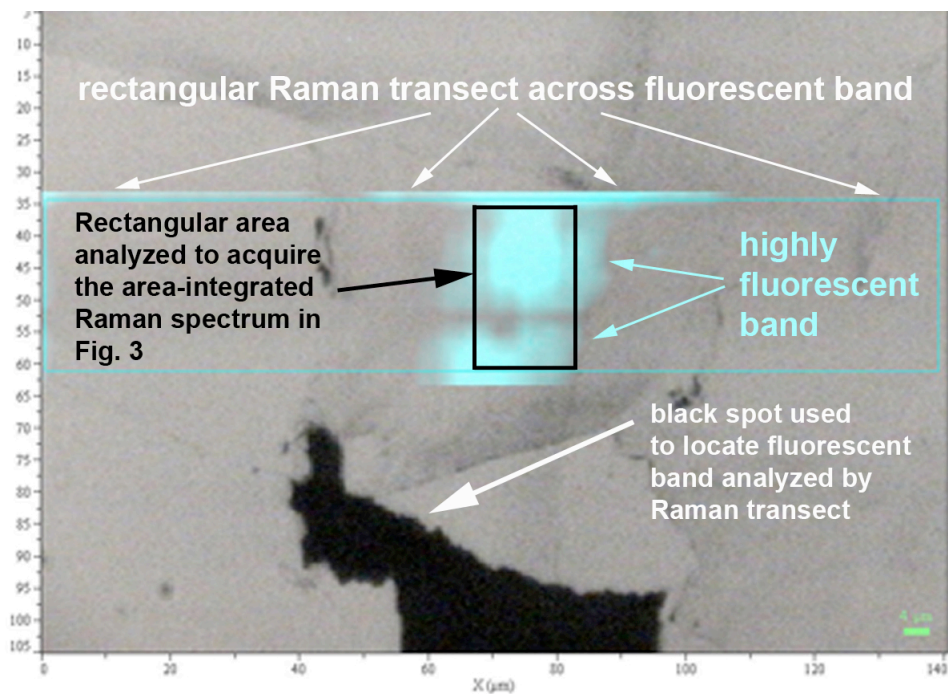 5
10
15
20
25
30
35
40
45
50
55
60
65
70
75
80
85
90
95
100
105
rectangular Raman transect across fluorescent band
Rectangular area
analyzed to acquire
the area-integrated
Raman spectrum in
Fig. 3
highly
fluorescent
band
black spot used
to locate fluorescent
band analyzed by
Raman transect
4 µm
0
20
40
60
80
100
120
140
X (µm)